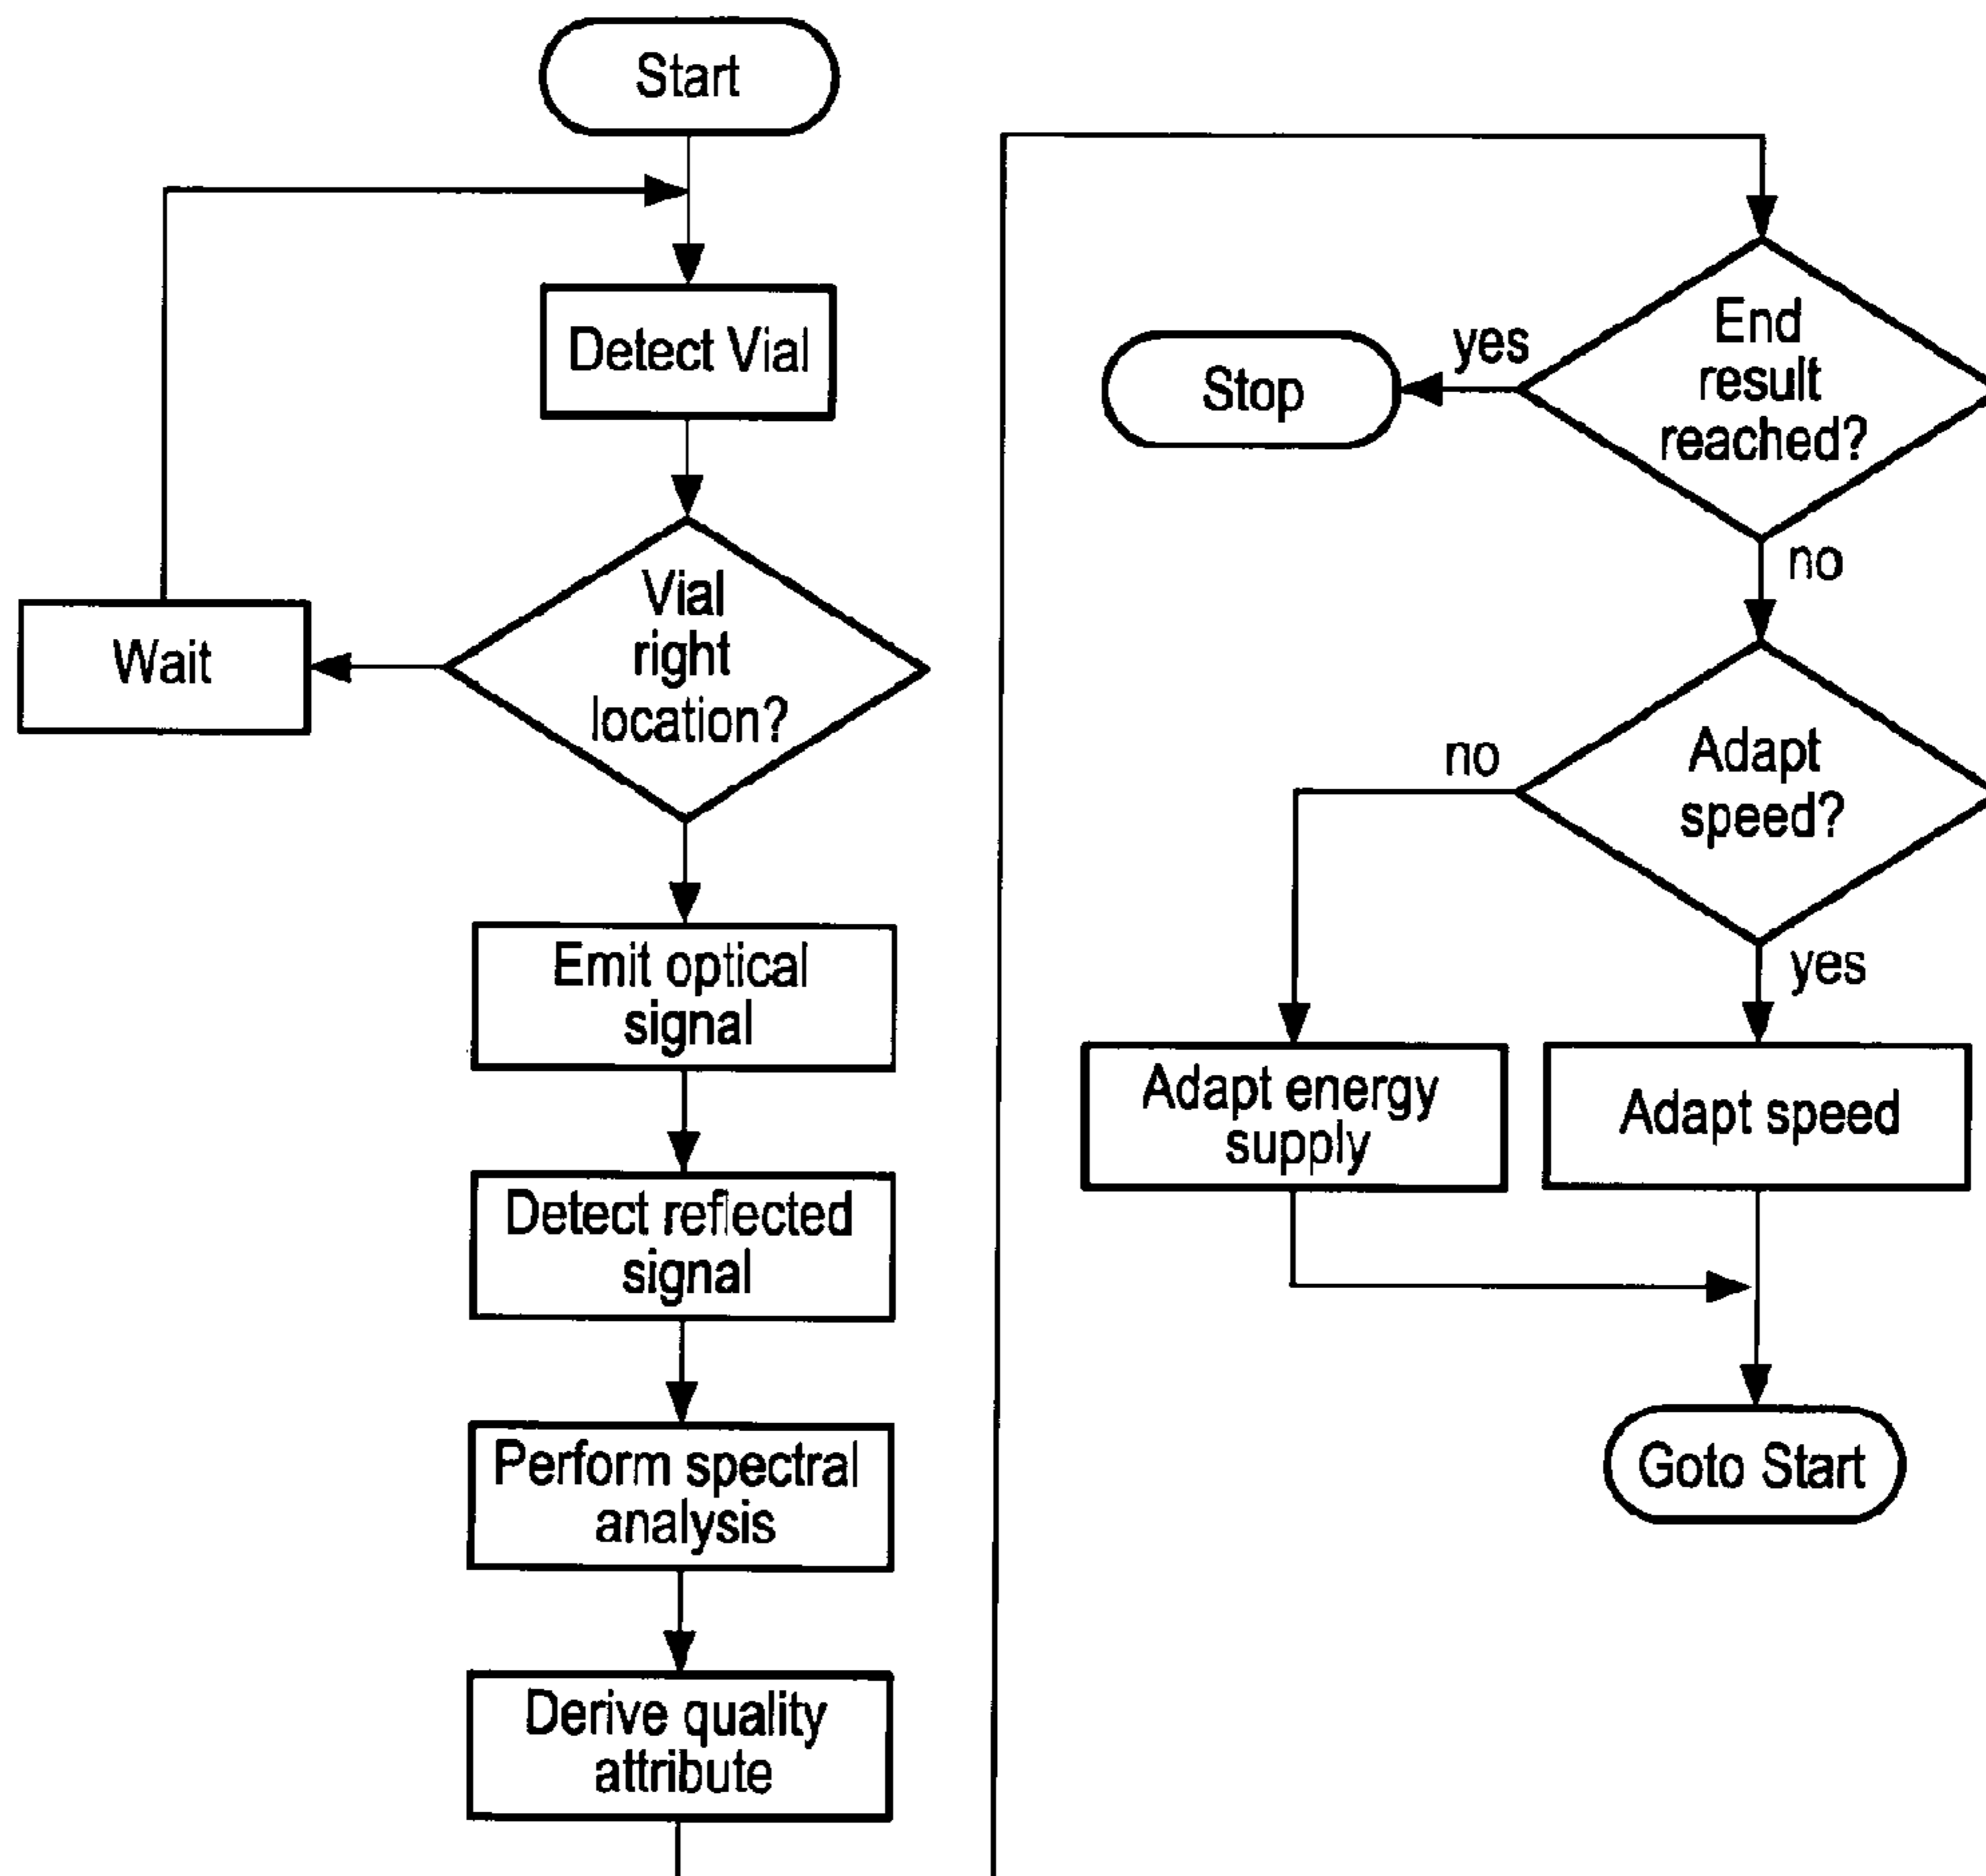 Start
Detect Vial
Vial
right
location?
Wait
Emit optical
signal
Detect reflected
signal
Perform spectral
analysis
Derive quality
attribute
End
result
reached?
yes
Stop
no
Adapt
speed?
no
yes
Adapt energy
supply
Adapt speed
Goto Start